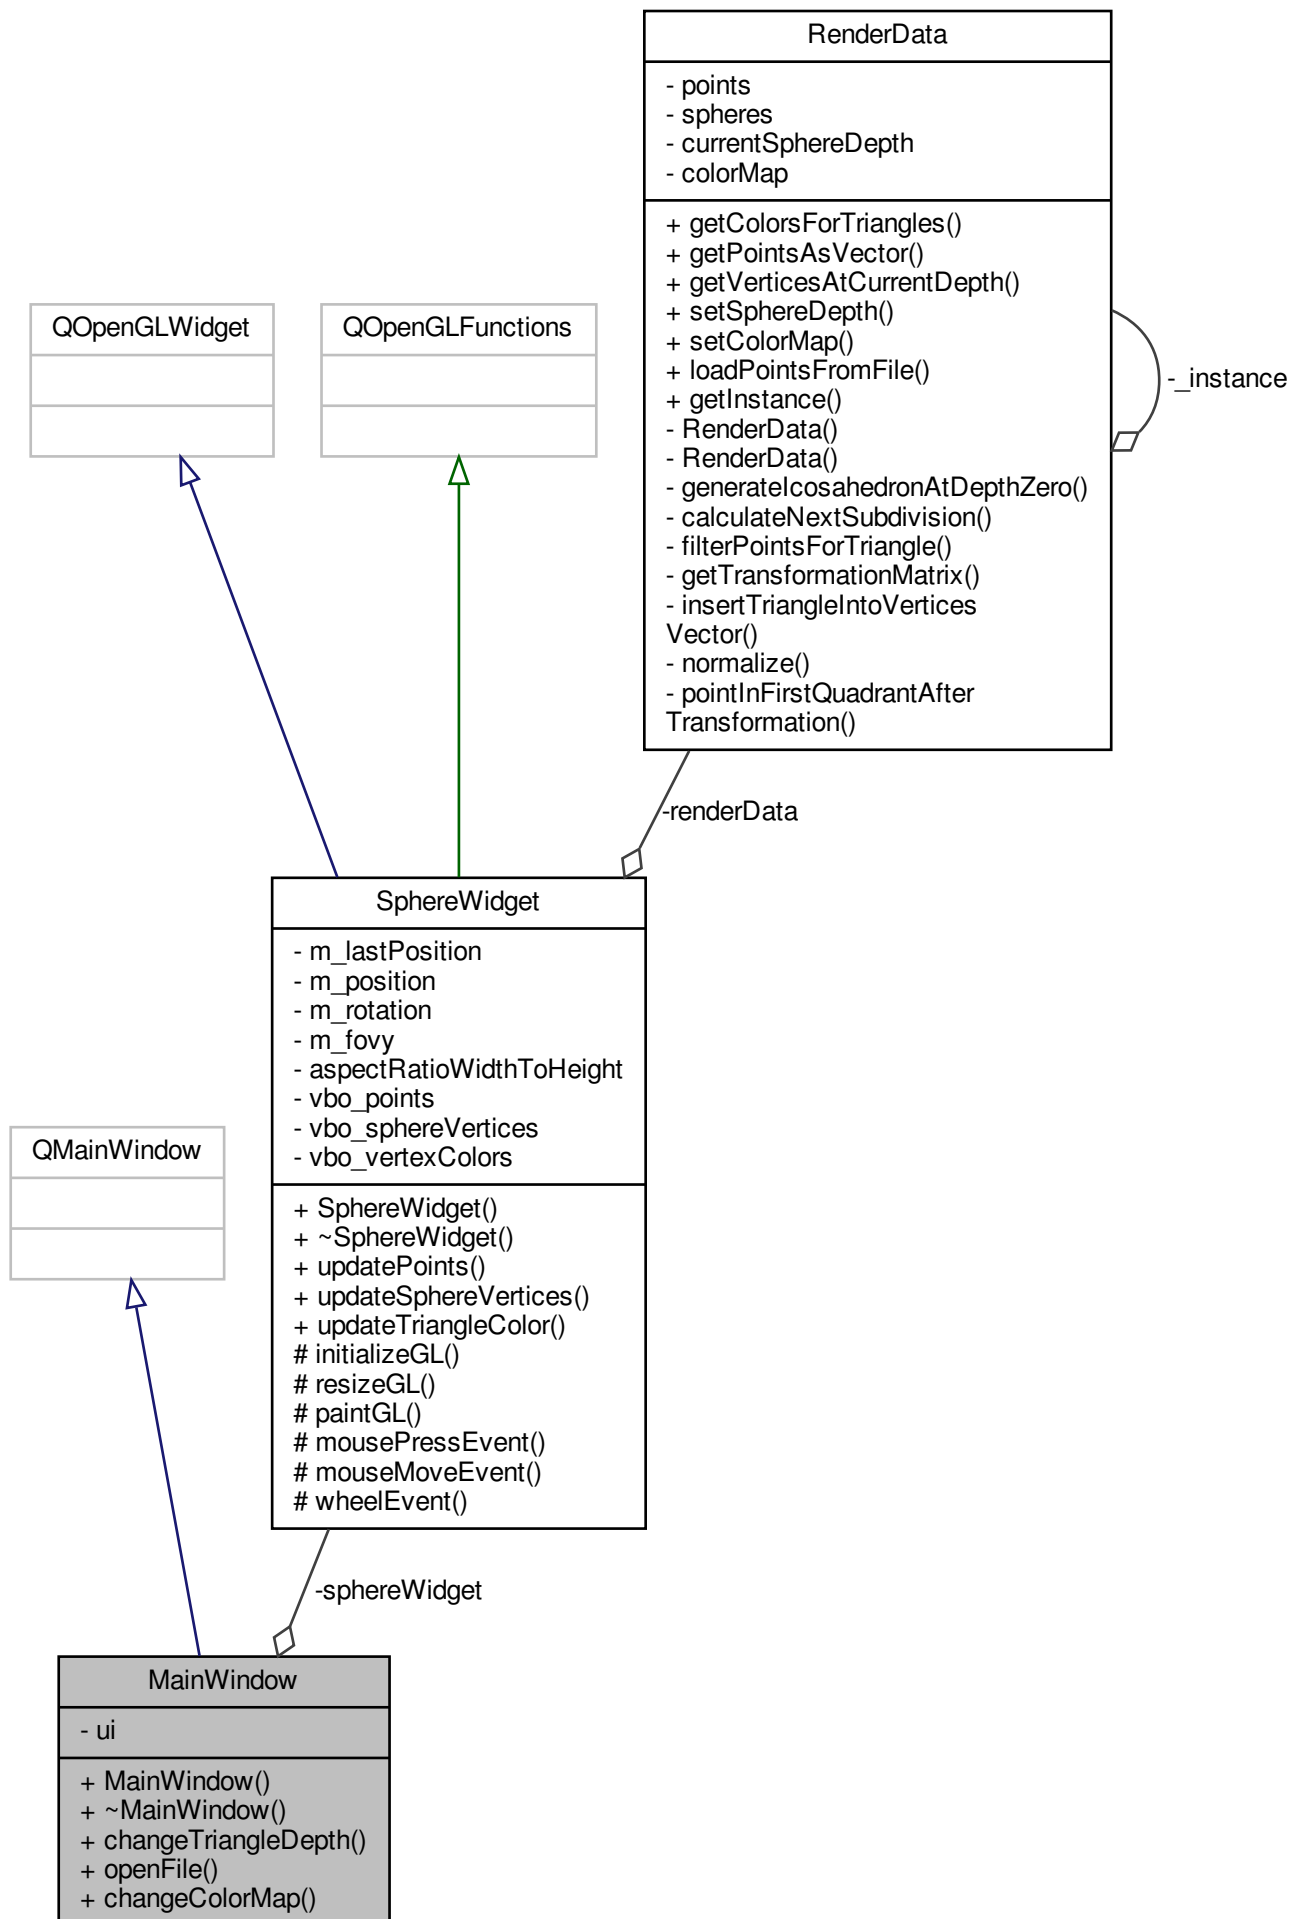 RenderData
- points
- spheres
- currentSphereDepth
- colorMap
+ getColorsForTriangles()
+ getPointsAsVector()
+ getVerticesAtCurrentDepth()
+ setSphereDepth()
+ setColorMap()
+ loadPointsFromFile()
+ getInstance()
- RenderData()
- RenderData()
- generateIcosahedronAtDepthZero()
- calculateNextSubdivision()
- filterPointsForTriangle()
- getTransformationMatrix()
- insertTriangleIntoVertices
Vector()
- normalize()
- pointInFirstQuadrantAfter
Transformation()
-_instance
QOpenGLWidget
QOpenGLFunctions
-renderData
SphereWidget
- m_lastPosition
- m_position
- m_rotation
- m_fovy
- aspectRatioWidthToHeight
- vbo_points
- vbo_sphereVertices
- vbo_vertexColors
+ SphereWidget()
+ ~SphereWidget()
+ updatePoints()
+ updateSphereVertices()
+ updateTriangleColor()
# initializeGL()
# resizeGL()
# paintGL()
# mousePressEvent()
# mouseMoveEvent()
# wheelEvent()
QMainWindow
-sphereWidget
MainWindow
- ui
+ MainWindow()
+ ~MainWindow()
+ changeTriangleDepth()
+ openFile()
+ changeColorMap()